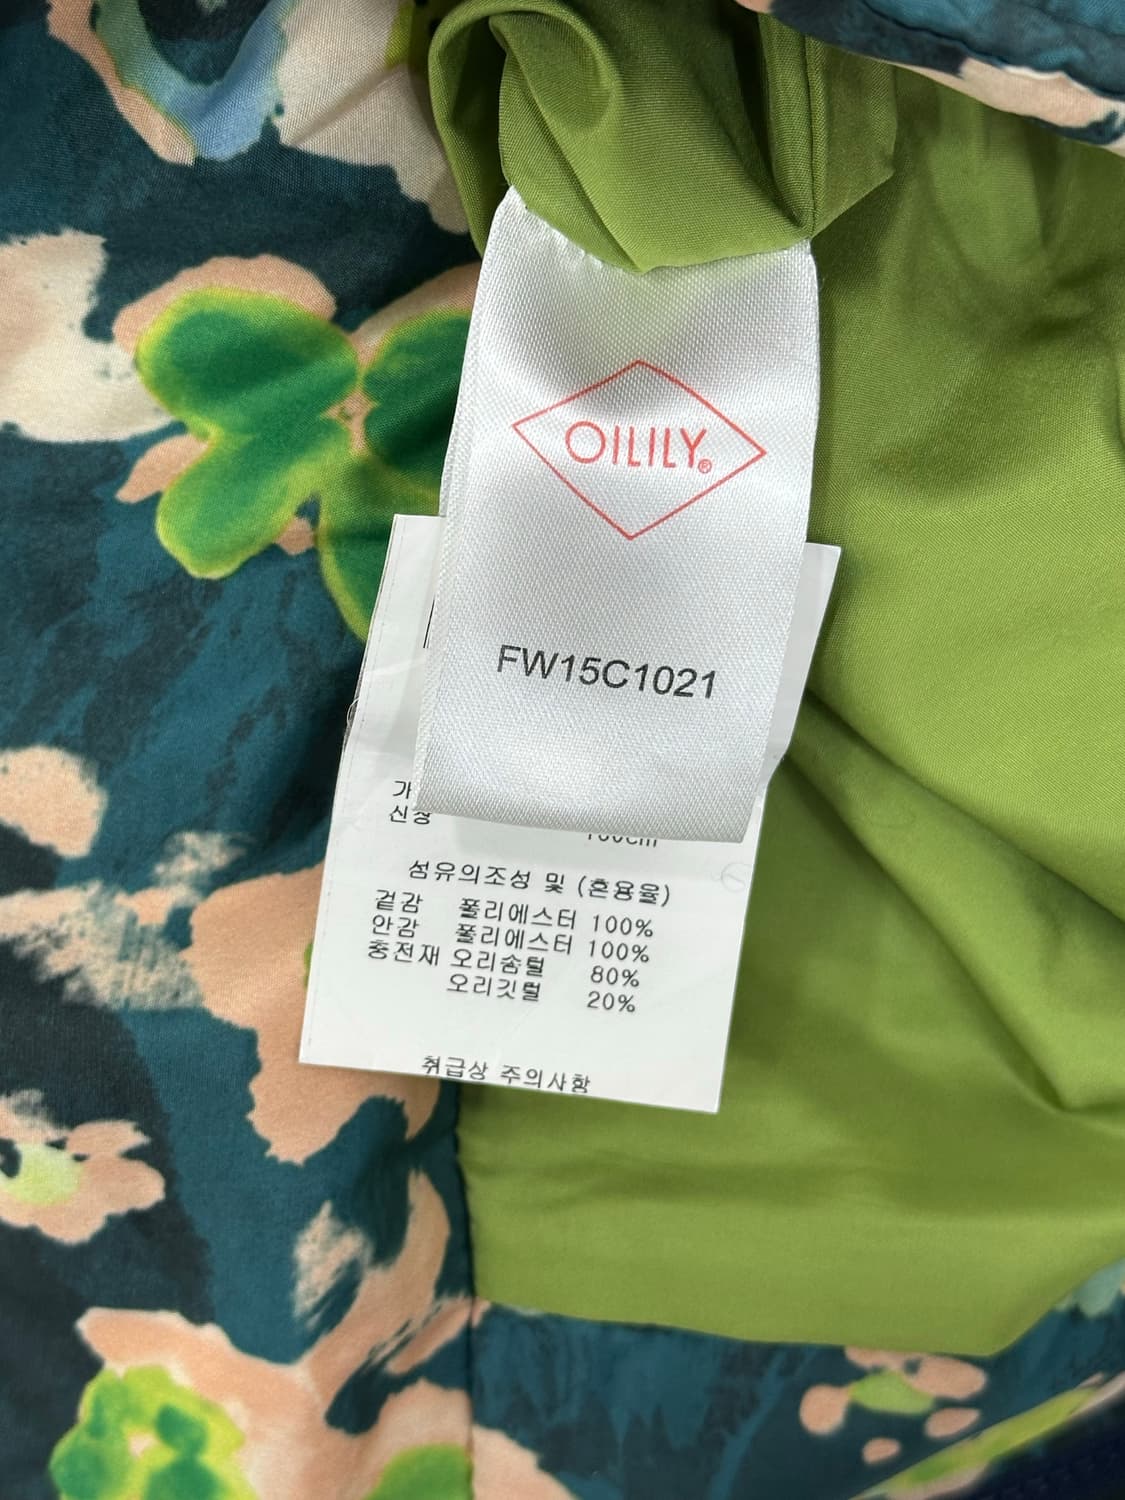 OILILY®
FW15C1021
신장
섬유의조성 및 (혼용율)
겉감 폴리에스터 100%
안감 폴리에스터 100%
충전재 오리솜털 80%
오리깃털 20%
취급상 주의사항